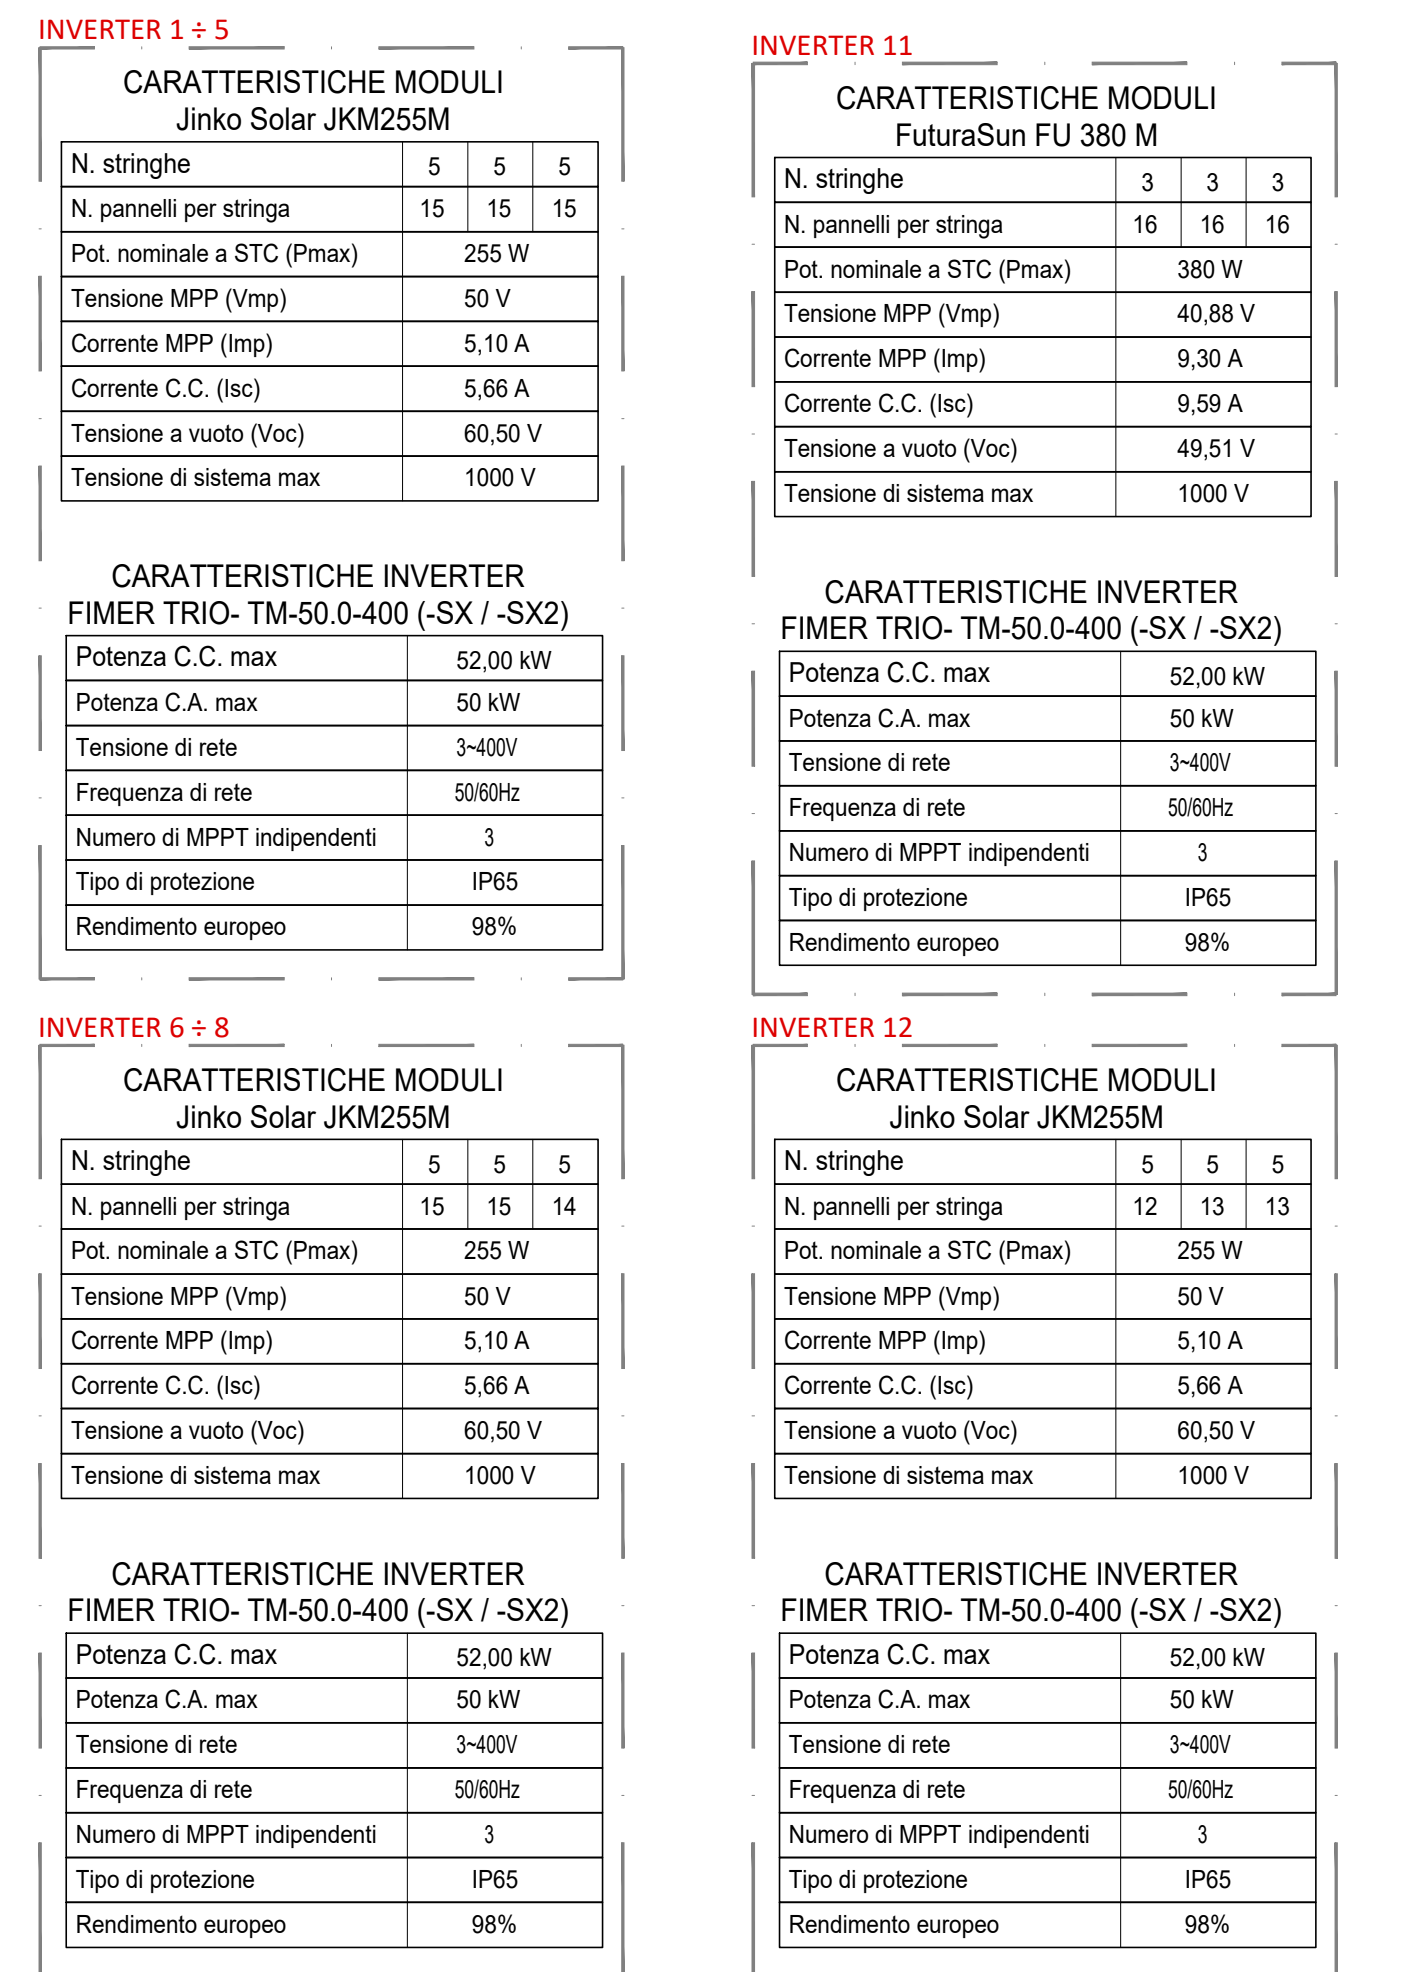 INVERTER 1 ÷ 5
CARATTERISTICHE MODULI
Jinko Solar JKM255M
N. stringhe 5 5 5
N. pannelli per stringa 15 15 15
Pot. nominale a STC (Pmax) 255 W
Tensione MPP (Vmp) 50 V
Corrente MPP (Imp) 5,10 A
Corrente C.C. (Isc) 5,66 A
Tensione a vuoto (Voc) 60,50 V
Tensione di sistema max 1000 V
CARATTERISTICHE INVERTER
FIMER TRIO- TM-50.0-400 (-SX / -SX2)
Potenza C.C. max 52,00 kW
Potenza C.A. max 50 kW
Tensione di rete 3~400V
Frequenza di rete 50/60Hz
Numero di MPPT indipendenti 3
Tipo di protezione IP65
Rendimento europeo 98%
INVERTER 11
CARATTERISTICHE MODULI
FuturaSun FU 380 M
N. stringhe 3 3 3
N. pannelli per stringa 16 16 16
Pot. nominale a STC (Pmax) 380 W
Tensione MPP (Vmp) 40,88 V
Corrente MPP (Imp) 9,30 A
Corrente C.C. (Isc) 9,59 A
Tensione a vuoto (Voc) 49,51 V
Tensione di sistema max 1000 V
CARATTERISTICHE INVERTER
FIMER TRIO- TM-50.0-400 (-SX / -SX2)
Potenza C.C. max 52,00 kW
Potenza C.A. max 50 kW
Tensione di rete 3~400V
Frequenza di rete 50/60Hz
Numero di MPPT indipendenti 3
Tipo di protezione IP65
Rendimento europeo 98%
INVERTER 6 ÷ 8
CARATTERISTICHE MODULI
Jinko Solar JKM255M
N. stringhe 5 5 5
N. pannelli per stringa 15 15 14
Pot. nominale a STC (Pmax) 255 W
Tensione MPP (Vmp) 50 V
Corrente MPP (Imp) 5,10 A
Corrente C.C. (Isc) 5,66 A
Tensione a vuoto (Voc) 60,50 V
Tensione di sistema max 1000 V
CARATTERISTICHE INVERTER
FIMER TRIO- TM-50.0-400 (-SX / -SX2)
Potenza C.C. max 52,00 kW
Potenza C.A. max 50 kW
Tensione di rete 3~400V
Frequenza di rete 50/60Hz
Numero di MPPT indipendenti 3
Tipo di protezione IP65
Rendimento europeo 98%
INVERTER 12
CARATTERISTICHE MODULI
Jinko Solar JKM255M
N. stringhe 5 5 5
N. pannelli per stringa 12 13 13
Pot. nominale a STC (Pmax) 255 W
Tensione MPP (Vmp) 50 V
Corrente MPP (Imp) 5,10 A
Corrente C.C. (Isc) 5,66 A
Tensione a vuoto (Voc) 60,50 V
Tensione di sistema max 1000 V
CARATTERISTICHE INVERTER
FIMER TRIO- TM-50.0-400 (-SX / -SX2)
Potenza C.C. max 52,00 kW
Potenza C.A. max 50 kW
Tensione di rete 3~400V
Frequenza di rete 50/60Hz
Numero di MPPT indipendenti 3
Tipo di protezione IP65
Rendimento europeo 98%